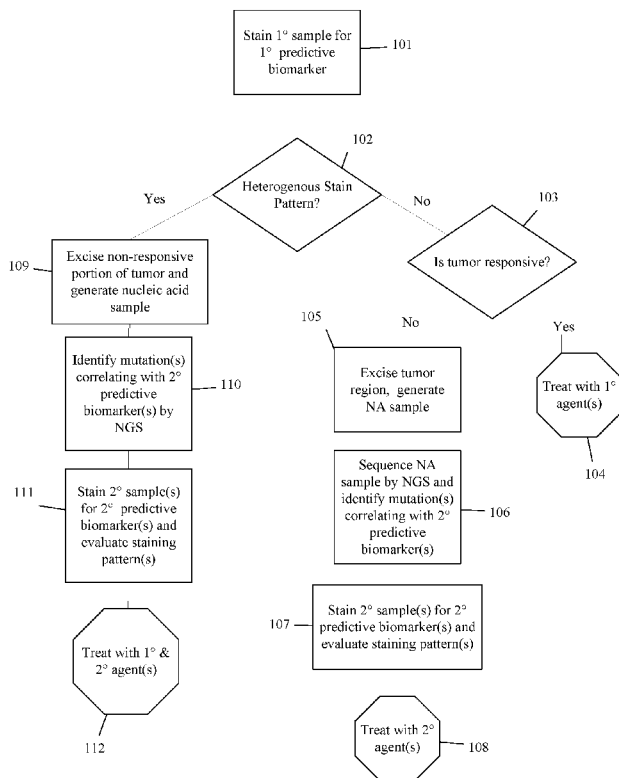 Stain 1° sample for
1° predictive
biomarker
101
102
Heterogenous Stain
Pattern?
Yes
No
103
Is tumor responsive?
109
Excise non-responsive
portion of tumor and
generate nucleic acid
sample
105
No
Yes
Excise tumor
region, generate
NA sample
Treat with 1°
agent(s)
104
Identify mutation(s)
correlating with 2°
predictive
biomarker(s) by
NGS
110
Sequence NA
sample by NGS and
identify mutation(s)
correlating with 2°
predictive
biomarker(s)
106
111
Stain 2° sample(s)
for 2° predictive
biomarker(s) and
evaluate staining
pattern(s)
107
Stain 2° sample(s) for 2°
predictive biomarker(s) and
evaluate staining pattern(s)
Treat with 1° &
2° agent(s)
112
Treat with 2°
agent(s)
108